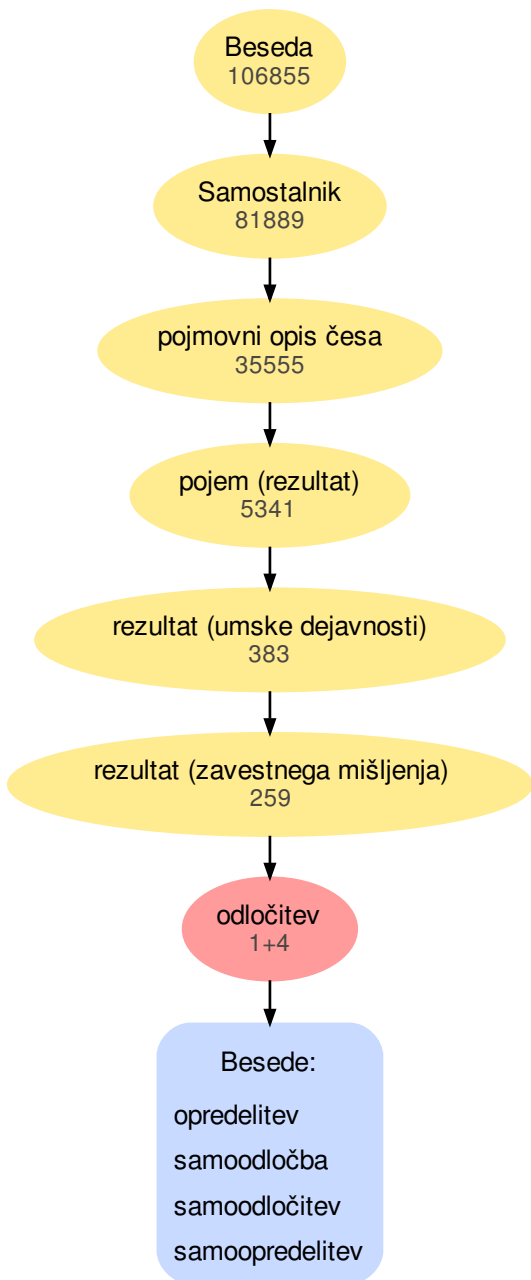 Beseda
106855
Samostalnik
81889
pojmovni opis česa
35555
pojem (rezultat)
5341
rezultat (umske dejavnosti)
383
rezultat (zavestnega mišljenja)
259
odločitev
1+4
Besede:
opredelitev
samoodločba
samoodločitev
samoopredelitev